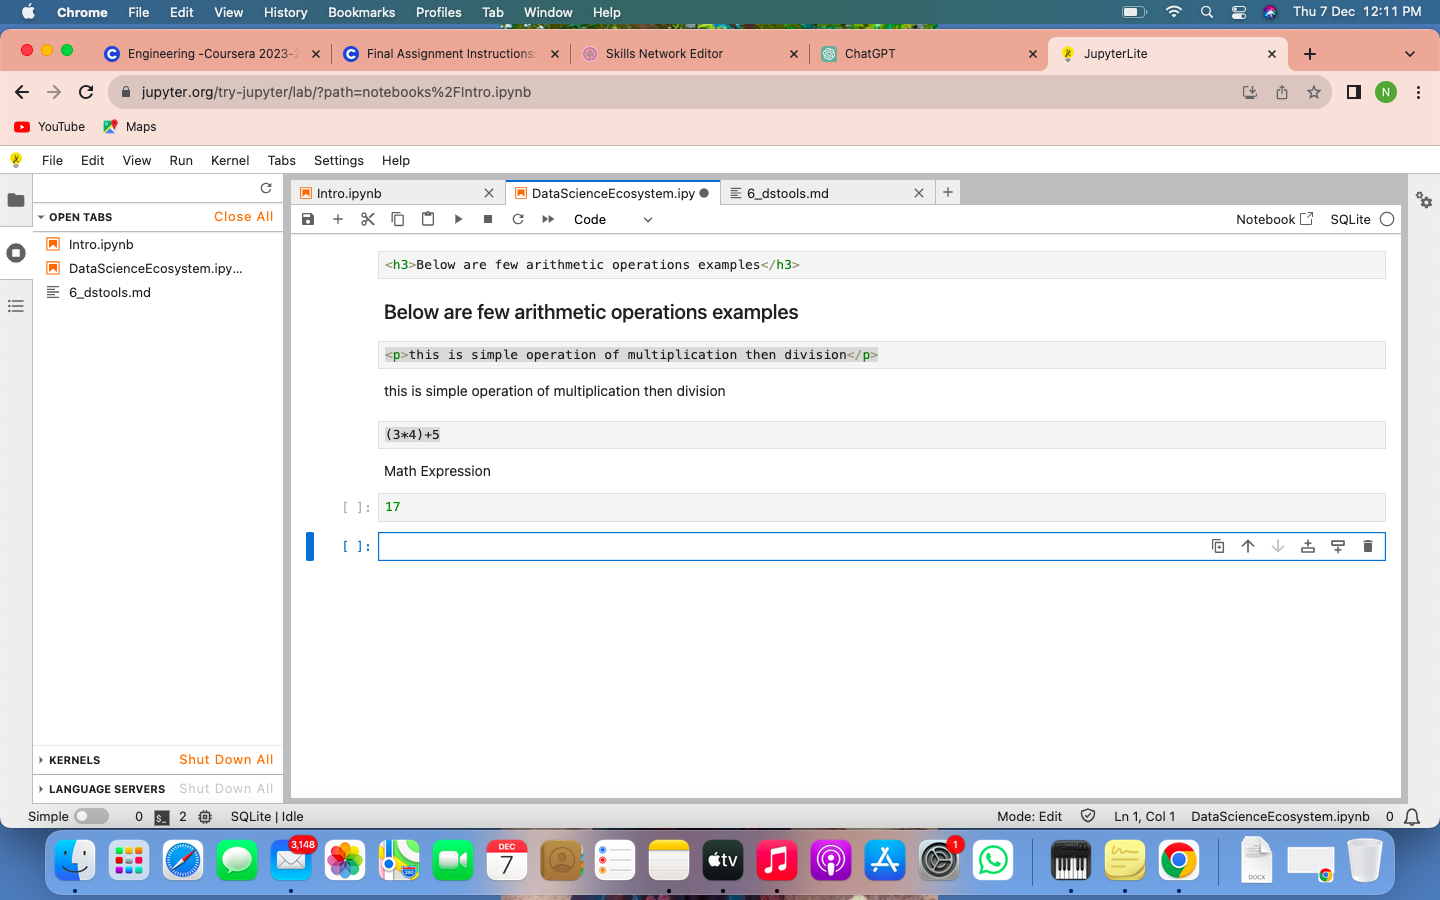 Chrome File Edit View History Bookmarks Profiles Tab Window Help Thu 7 Dec 12:11 PM
Engineering -Coursera 2023-2 Final Assignment Instructions: Skills Network Editor ChatGPT JupyterLite
jupyter.org/try-jupyter/lab/?path=notebooks%2FIntro.ipynb N
YouTube Maps
File Edit View Run Kernel Tabs Settings Help
Intro.ipynb DataScienceEcosystem.ipy 6_dstools.md
OPEN TABS Close All
Code Notebook SQLite
Intro.ipynb
DataScienceEcosystem.ipy...
6_dstools.md
<h3>Below are few arithmetic operations examples</h3>
Below are few arithmetic operations examples
<p>this is simple operation of multiplication then division</p>
this is simple operation of multiplication then division
(3*4)+5
Math Expression
[ ]: 17
[ ]:
KERNELS Shut Down All
LANGUAGE SERVERS Shut Down All
Simple 0 $_ 2 SQLite | Idle Mode: Edit Ln 1, Col 1 DataScienceEcosystem.ipynb 0
3,148 DEC 7 tv 1 DOCX